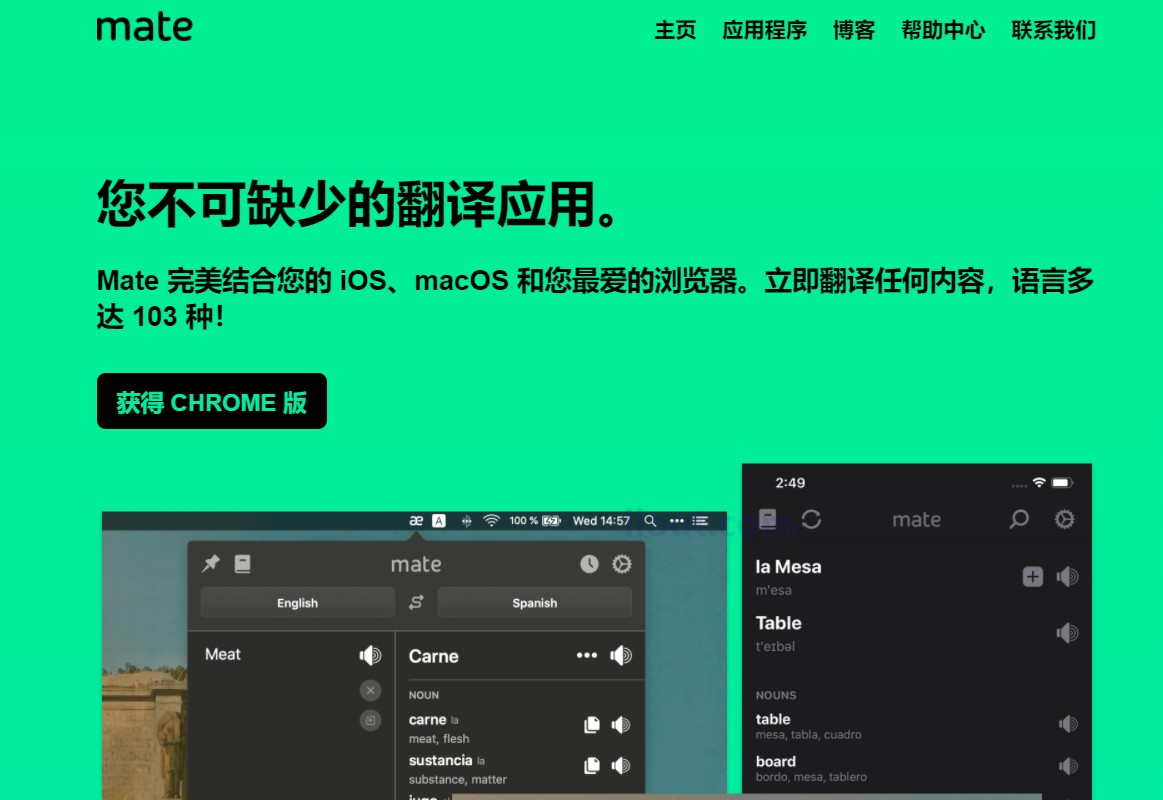 mate
主页 应用程序 博客 帮助中心 联系我们
您不可缺少的翻译应用。
Mate 完美结合您的 iOS、macOS 和您最爱的浏览器。立即翻译任何内容，语言多
达 103 种！
获得 CHROME 版
æ A 100 % Wed 14:57
mate
English Spanish
Meat
Carne
NOUN
carne la
meat, flesh
sustancia la
substance, matter
2:49
mate
la Mesa
m'esa
Table
t'eɪbəl
NOUNS
table
mesa, tabla, cuadro
board
bordo, mesa, tablero